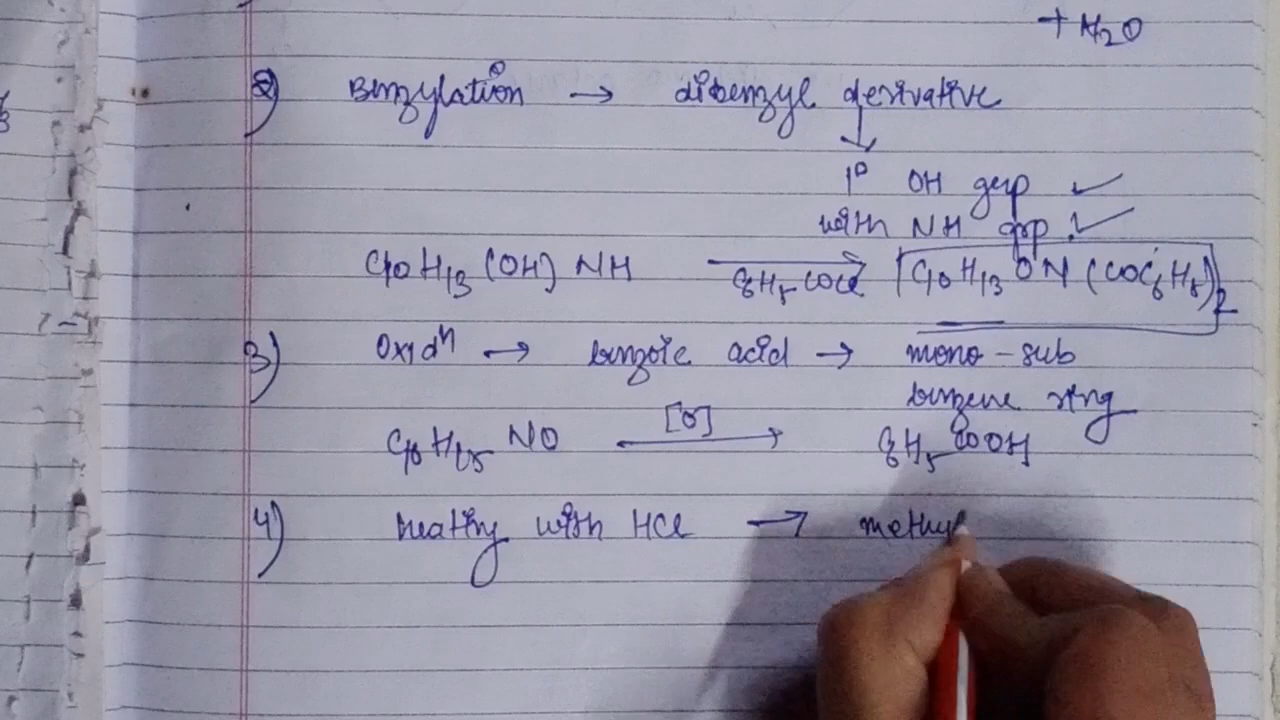 + H2O
2) Benzylation → dibenzyl derivative
↓
1° OH grp ✓
with NH grp ✓
C10H13(OH) NH → C6H5COCl C10H13ON(COC6H5)2
3) Oxidn → benzoic acid → mono-sub
benzene ring
C10H15NO [O] → C6H5COOH
4) heating with HCl → methyl